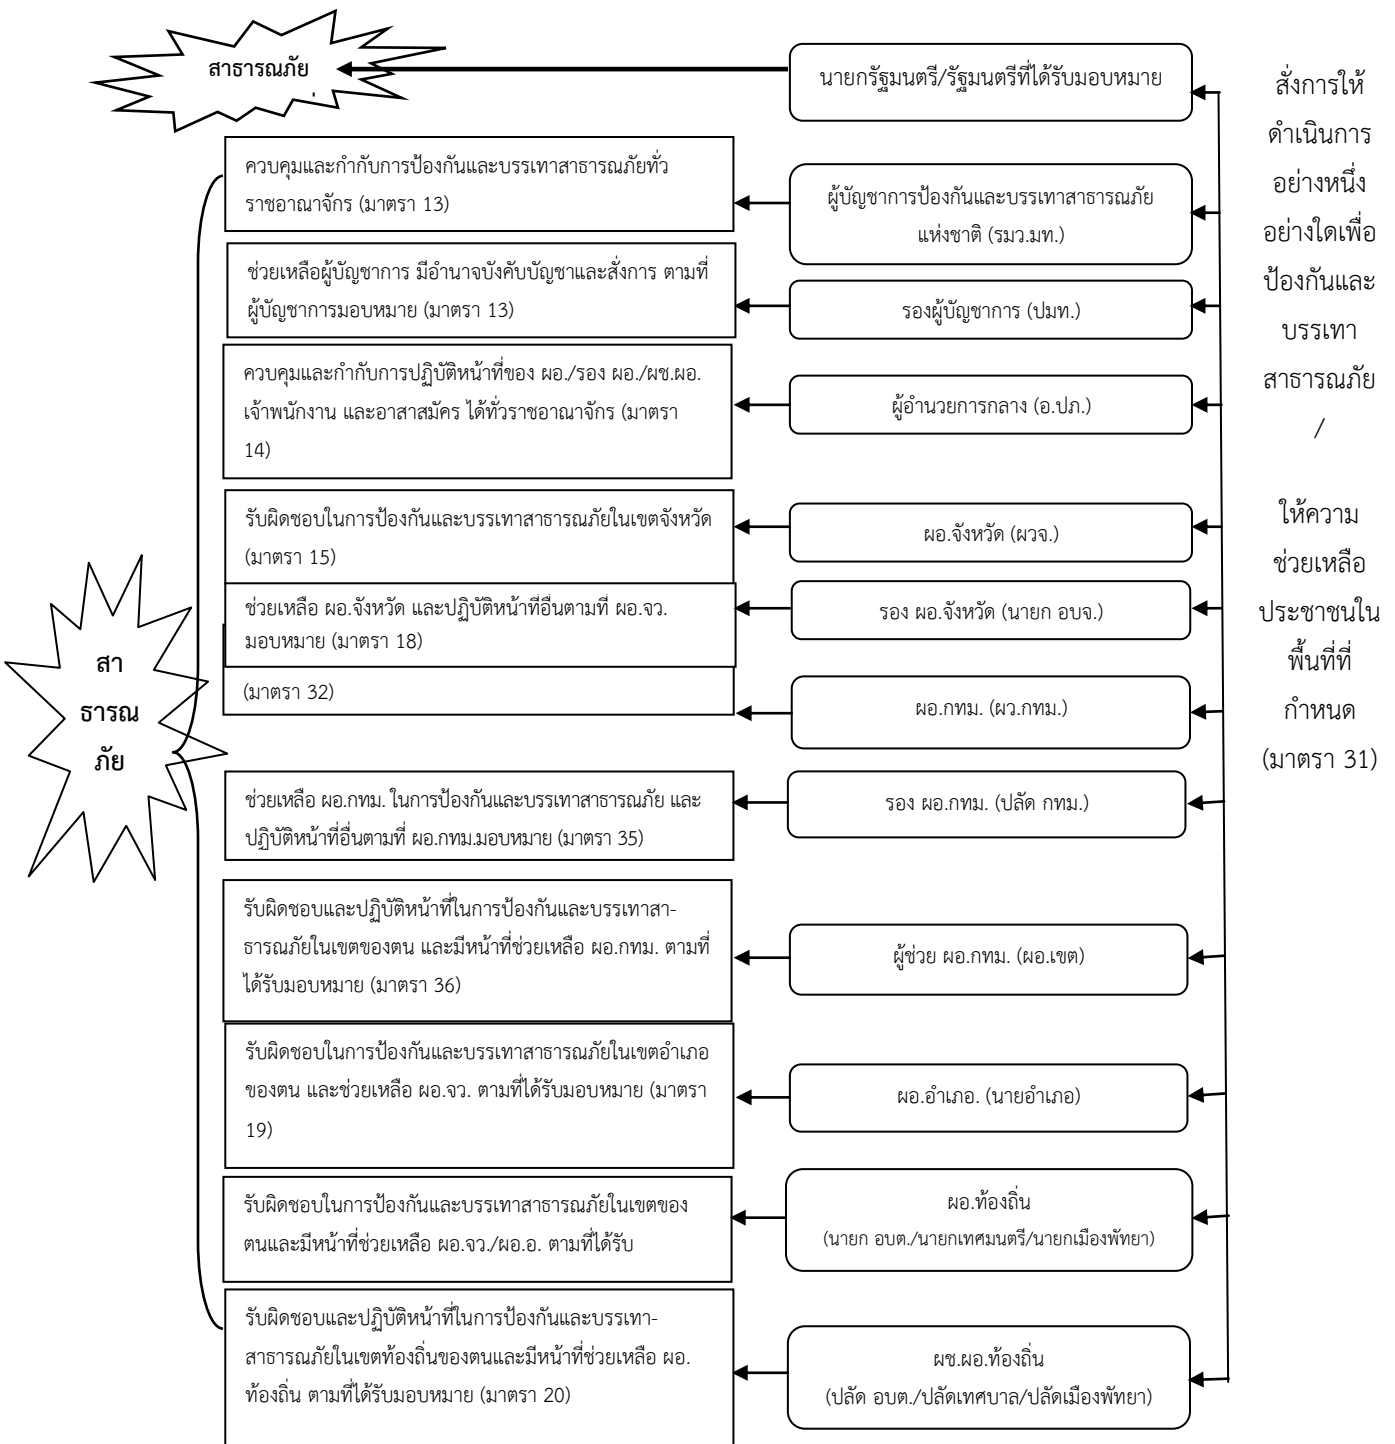 สาธารณภัย
นายกรัฐมนตรี/รัฐมนตรีที่ได้รับมอบหมาย
ควบคุมและกำกับการป้องกันและบรรเทาสาธารณภัยทั่ว
ราชอาณาจักร (มาตรา 13)
ผู้บัญชาการป้องกันและบรรเทาสาธารณภัย
แห่งชาติ (รมว.มท.)
ช่วยเหลือผู้บัญชาการ มีอำนาจบังคับบัญชาและสั่งการ ตามที่
ผู้บัญชาการมอบหมาย (มาตรา 13)
รองผู้บัญชาการ (ปมท.)
ควบคุมและกำกับการปฏิบัติหน้าที่ของ ผอ./รอง ผอ./ผช.ผอ.
เจ้าพนักงาน และอาสาสมัคร ได้ทั่วราชอาณาจักร (มาตรา
14)
ผู้อำนวยการกลาง (อ.ปภ.)
รับผิดชอบในการป้องกันและบรรเทาสาธารณภัยในเขตจังหวัด
(มาตรา 15)
ผอ.จังหวัด (ผวจ.)
ช่วยเหลือ ผอ.จังหวัด และปฏิบัติหน้าที่อื่นตามที่ ผอ.จว.
มอบหมาย (มาตรา 18)
รอง ผอ.จังหวัด (นายก อบจ.)
(มาตรา 32)
ผอ.กทม. (ผว.กทม.)
สา
ธารณ
ภัย
ช่วยเหลือ ผอ.กทม. ในการป้องกันและบรรเทาสาธารณภัย และ
ปฏิบัติหน้าที่อื่นตามที่ ผอ.กทม.มอบหมาย (มาตรา 35)
รอง ผอ.กทม. (ปลัด กทม.)
รับผิดชอบและปฏิบัติหน้าที่ในการป้องกันและบรรเทาสา-
ธารณภัยในเขตของตน และมีหน้าที่ช่วยเหลือ ผอ.กทม. ตามที่
ได้รับมอบหมาย (มาตรา 36)
ผู้ช่วย ผอ.กทม. (ผอ.เขต)
รับผิดชอบในการป้องกันและบรรเทาสาธารณภัยในเขตอำเภอ
ของตน และช่วยเหลือ ผอ.จว. ตามที่ได้รับมอบหมาย (มาตรา
19)
ผอ.อำเภอ. (นายอำเภอ)
รับผิดชอบในการป้องกันและบรรเทาสาธารณภัยในเขตของ
ตนและมีหน้าที่ช่วยเหลือ ผอ.จว./ผอ.อ. ตามที่ได้รับ
ผอ.ท้องถิ่น
(นายก อบต./นายกเทศมนตรี/นายกเมืองพัทยา)
รับผิดชอบและปฏิบัติหน้าที่ในการป้องกันและบรรเทา-
สาธารณภัยในเขตท้องถิ่นของตนและมีหน้าที่ช่วยเหลือ ผอ.
ท้องถิ่น ตามที่ได้รับมอบหมาย (มาตรา 20)
ผช.ผอ.ท้องถิ่น
(ปลัด อบต./ปลัดเทศบาล/ปลัดเมืองพัทยา)
สั่งการให้
ดำเนินการ
อย่างหนึ่ง
อย่างใดเพื่อ
ป้องกันและ
บรรเทา
สาธารณภัย
/
ให้ความ
ช่วยเหลือ
ประชาชนใน
พื้นที่ที่
กำหนด
(มาตรา 31)